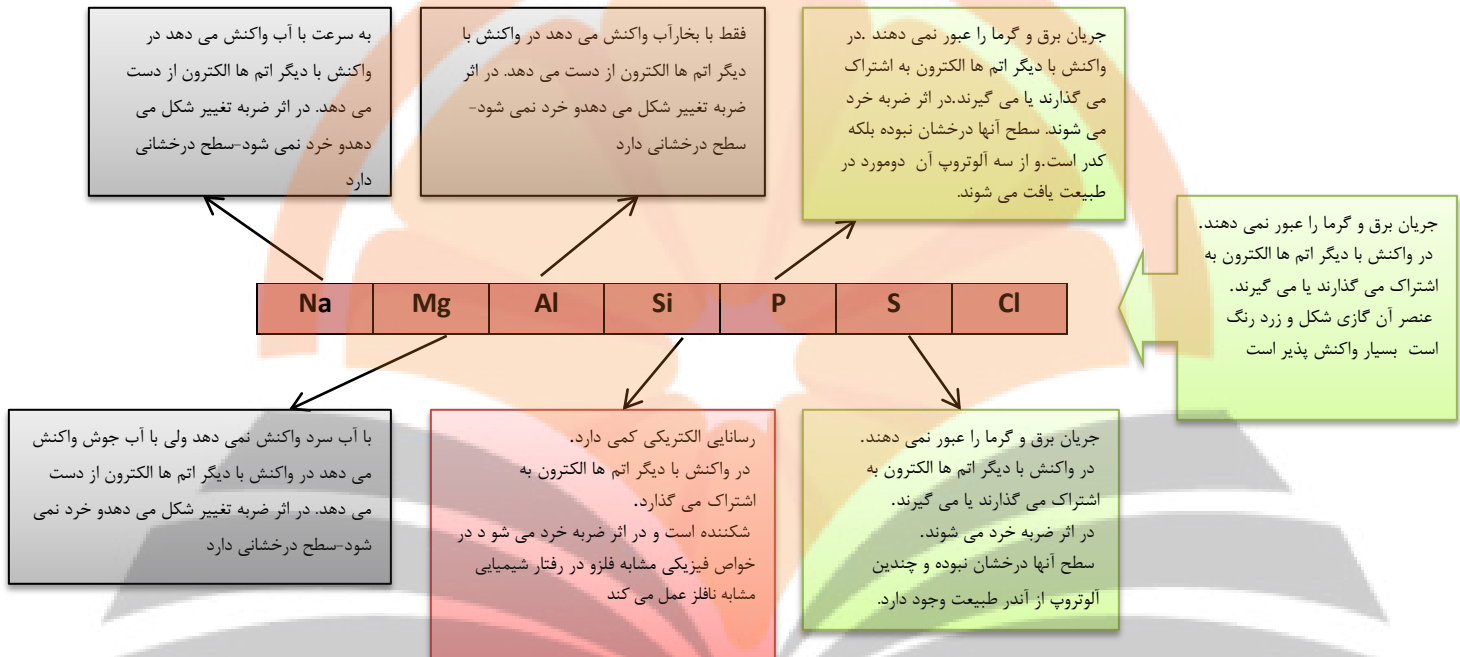 به سرعت با آب واکنش می دهد در
واکنش با دیگر اتم ها الکترون از دست
می دهد. در اثر ضربه تغییر شکل می
دهدو خرد نمی شود-سطح درخشانی
دارد
فقط با بخارآب واکنش می دهد در واکنش با
دیگر اتم ها الکترون از دست می دهد. در اثر
ضربه تغییر شکل می دهدو خرد نمی شود-
سطح درخشانی دارد
جریان برق و گرما را عبور نمی دهند .در
واکنش با دیگر اتم ها الکترون به اشتراک
می گذارند یا می گیرند.در اثر ضربه خرد
می شوند. سطح آنها درخشان نبوده بلکه
کدر است.و از سه آلوتروپ آن دومورد در
طبیعت یافت می شوند.
جریان برق و گرما را عبور نمی دهند.
در واکنش با دیگر اتم ها الکترون به
اشتراک می گذارند یا می گیرند.
عنصر آن گازی شکل و زرد رنگ
است بسیار واکنش پذیر است
Na Mg Al Si P S Cl
با آب سرد واکنش نمی دهد ولی با آب جوش واکنش
می دهد در واکنش با دیگر اتم ها الکترون از دست
می دهد. در اثر ضربه تغییر شکل می دهدو خرد نمی
شود-سطح درخشانی دارد
رسانایی الکتریکی کمی دارد.
در واکنش با دیگر اتم ها الکترون به
اشتراک می گذارد.
شکننده است و در اثر ضربه خرد می شو د در
خواص فیزیکی مشابه فلزو در رفتار شیمیایی
مشابه نافلز عمل می کند
جریان برق و گرما را عبور نمی دهند.
در واکنش با دیگر اتم ها الکترون به
اشتراک می گذارند یا می گیرند.
در اثر ضربه خرد می شوند.
سطح آنها درخشان نبوده و چندین
آلوتروپ از آندر طبیعت وجود دارد.